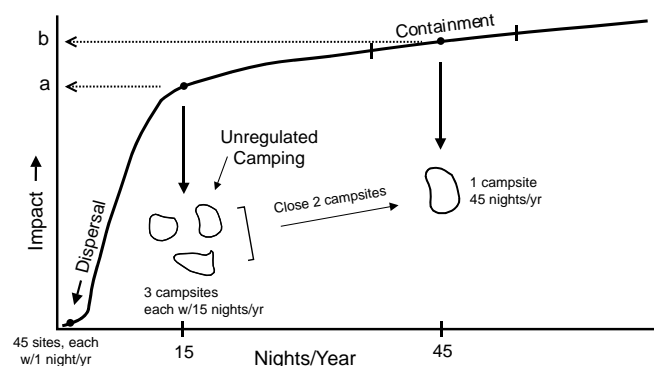 b
Containment
a
Unregulated
Camping
Impact
Dispersal
Close 2 campsites
1 campsite
45 nights/yr
3 campsites
each w/15 nights/yr
45 sites, each
w/1 night/yr
15
Nights/Year
45